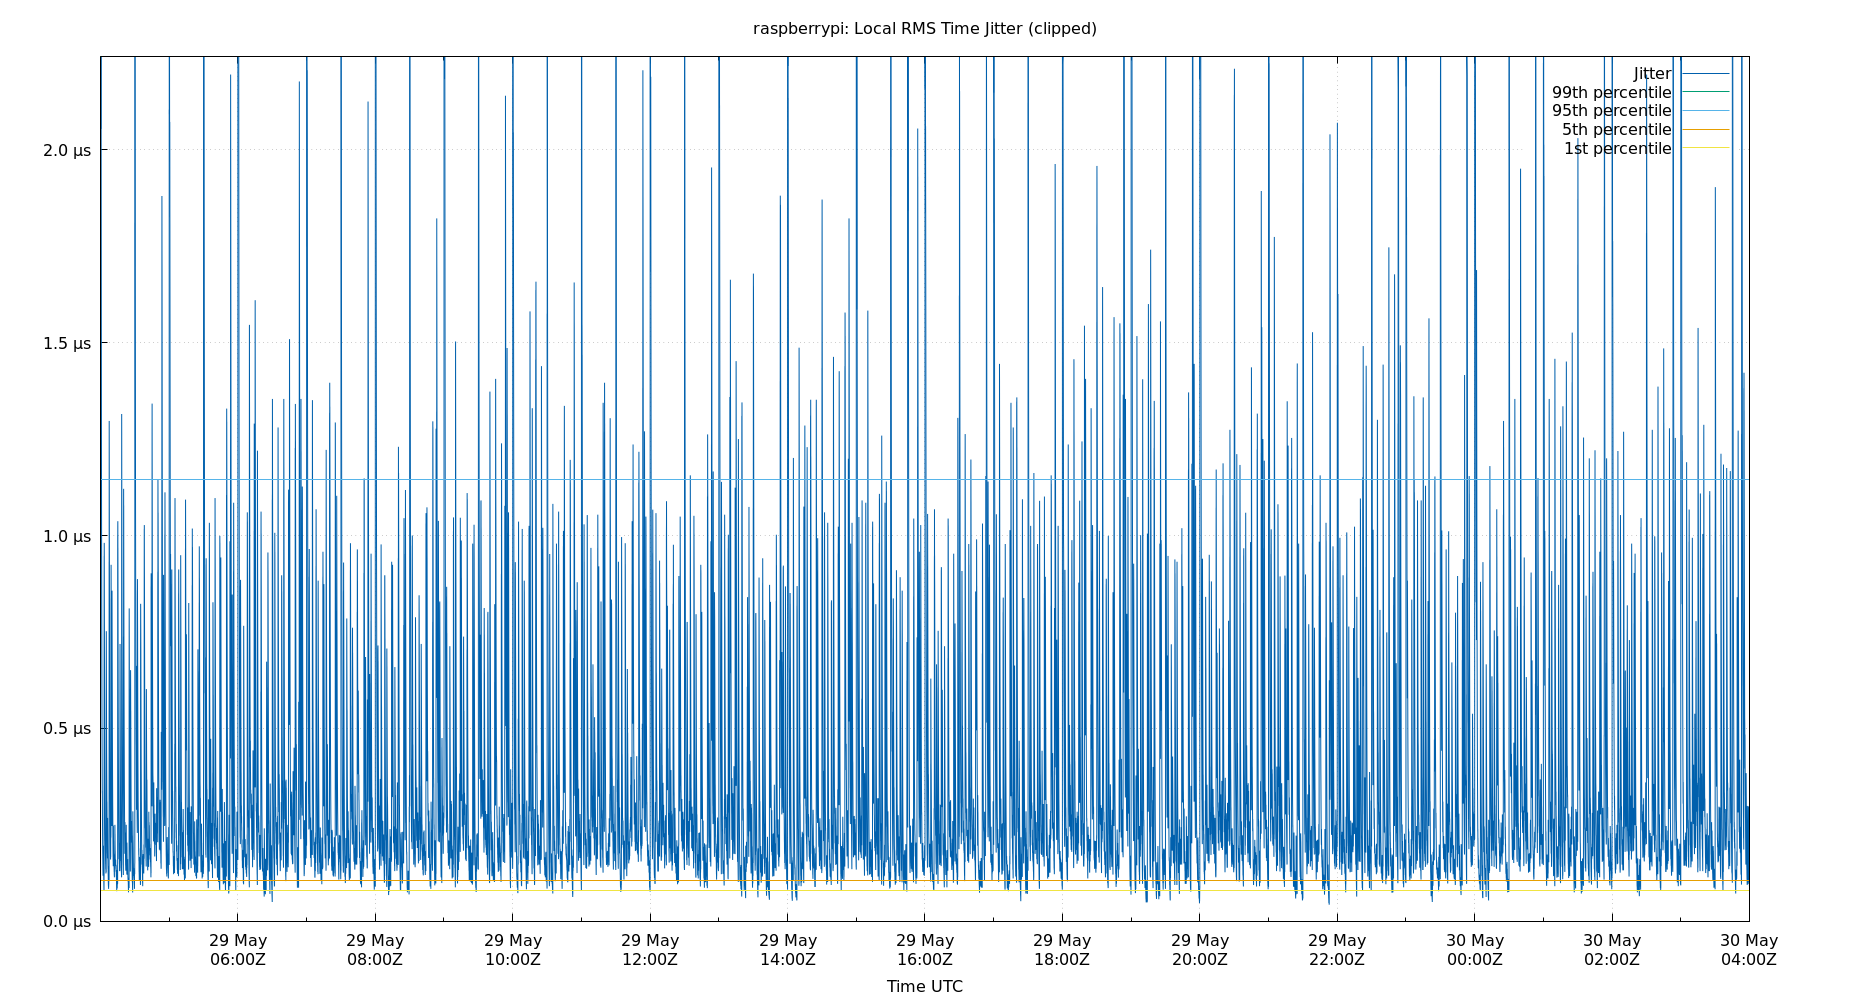 raspberrypi: Local RMS Time Jitter (clipped)
Jitter
99th percentile
95th percentile
5th percentile
1st percentile
2.0 µs
1.5 µs
1.0 µs
0.5 µs
0.0 µs
29 May 29 May 29 May 29 May 29 May 29 May 29 May 29 May 29 May 30 May 30 May 30 May
06:00Z 08:00Z 10:00Z 12:00Z 14:00Z 16:00Z 18:00Z 20:00Z 22:00Z 00:00Z 02:00Z 04:00Z
Time UTC